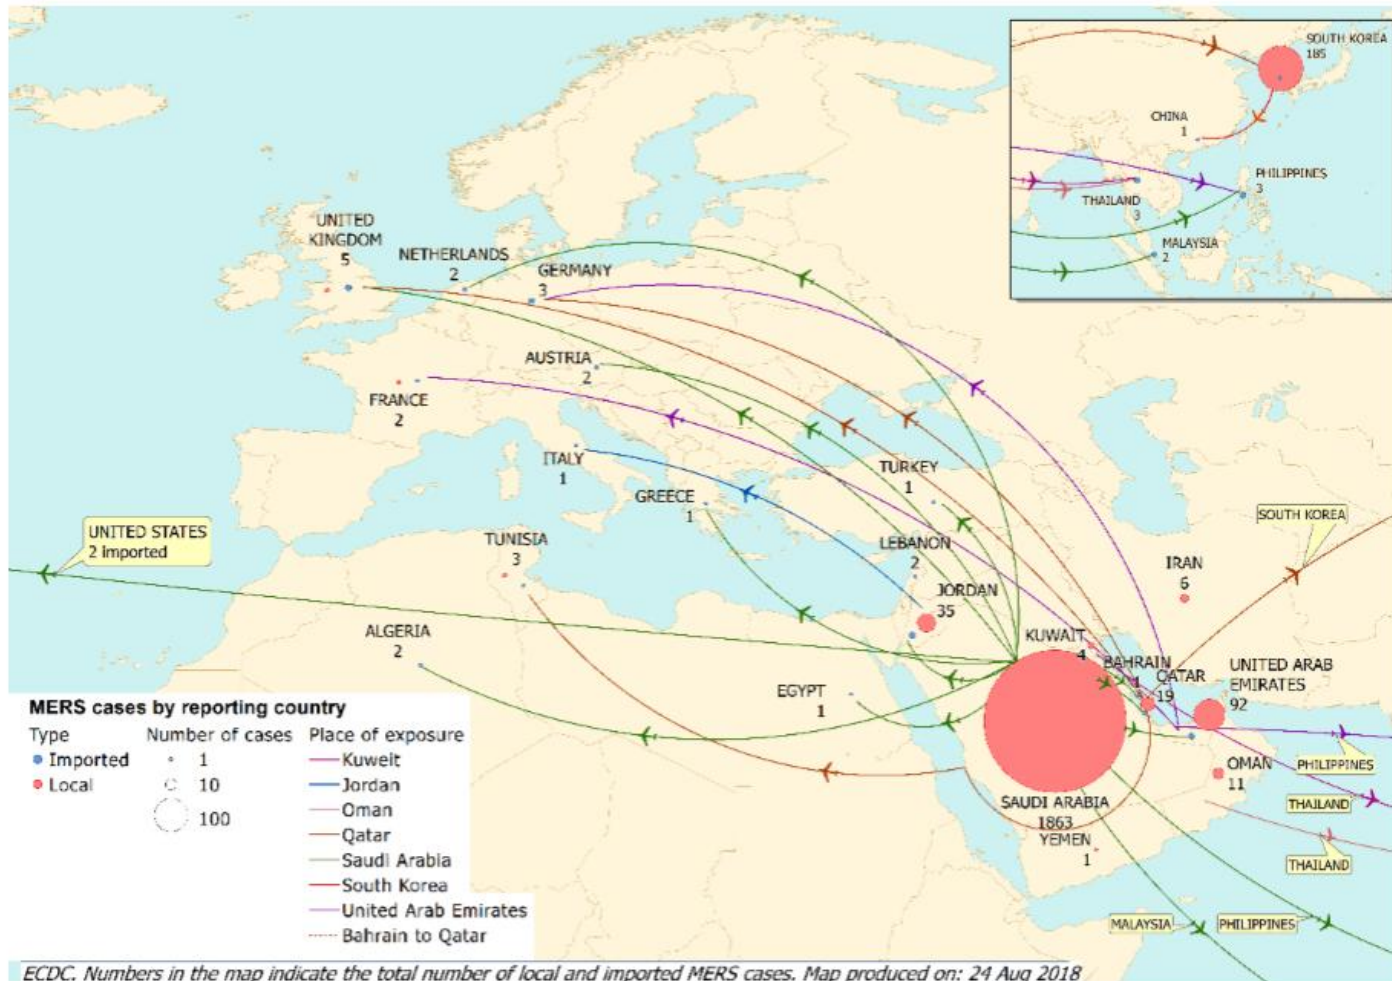 SOUTH KOREA
185
CHINA
1
PHILIPPINES
3
THAILAND
3
MALAYSIA
2
UNITED
KINGDOM
5
NETHERLANDS
2
GERMANY
3
AUSTRIA
2
FRANCE
2
ITALY
1
GREECE
1
TURKEY
1
UNITED STATES
2 imported
TUNISIA
3
LEBANON
2
SOUTH KOREA
IRAN
6
JORDAN
35
ALGERIA
2
KUWAIT
4
BAHRAIN
1
QATAR
19
UNITED ARAB
EMIRATES
92
EGYPT
1
OMAN
11
PHILIPPINES
THAILAND
SAUDI ARABIA
1863
YEMEN
1
THAILAND
MALAYSIA
PHILIPPINES
MERS cases by reporting country
Type
Imported
Local
Number of cases
1
10
100
Place of exposure
Kuweit
Jordan
Oman
Qatar
Saudi Arabia
South Korea
United Arab Emirates
Bahrain to Qatar
ECDC. Numbers in the map indicate the total number of local and imported MERS cases. Map produced on: 24 Aug 2018